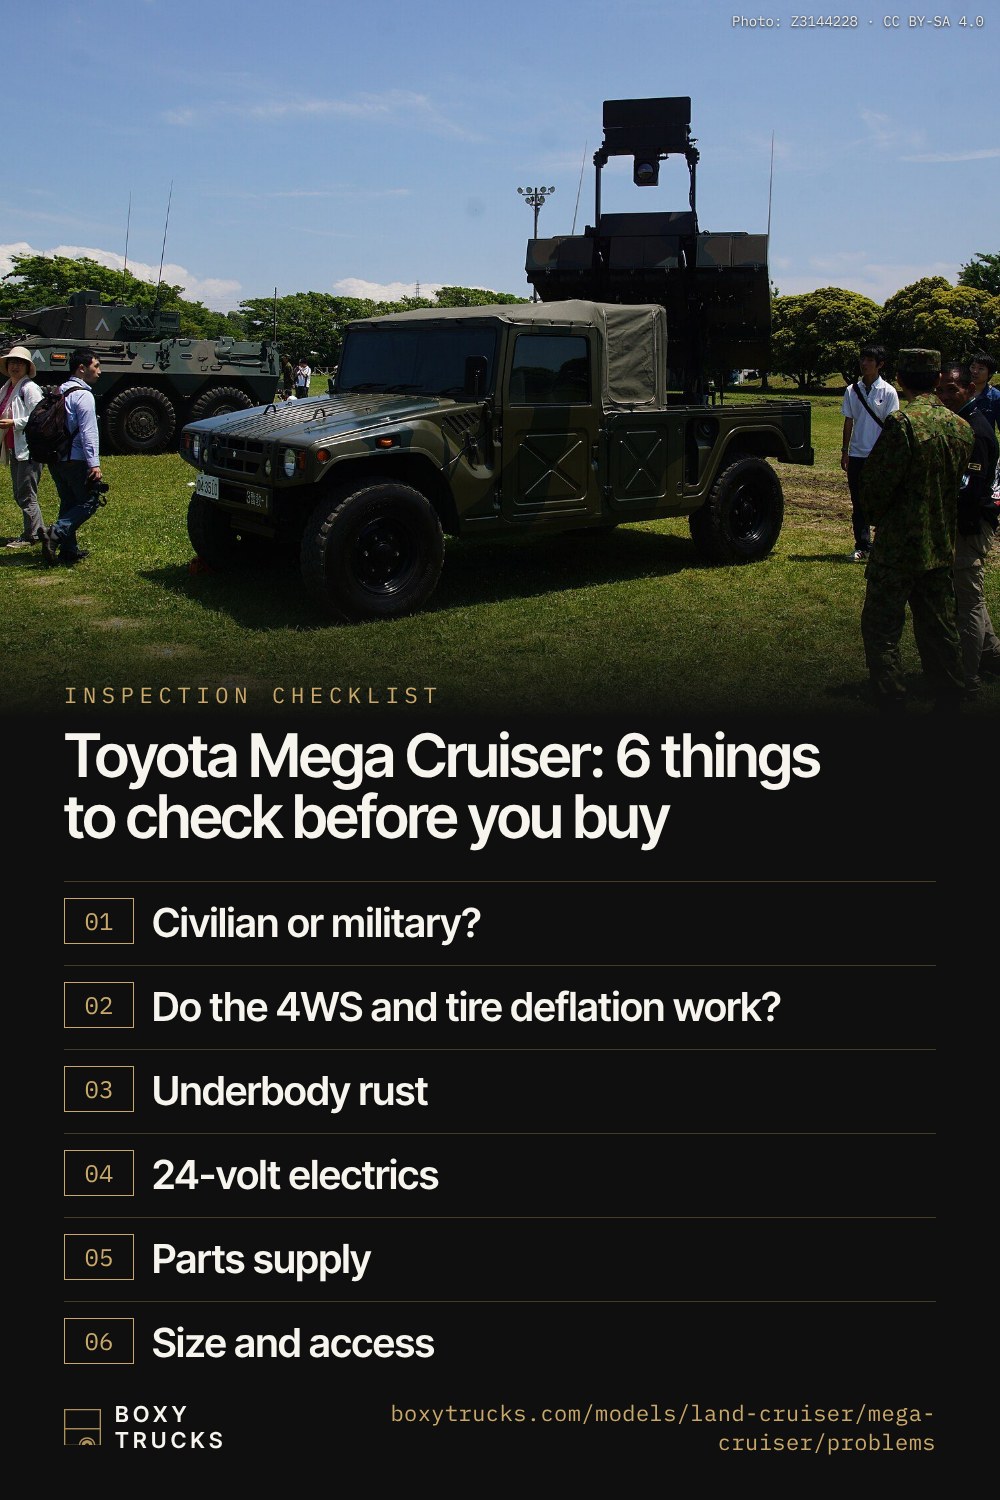 Photo: Z3144228 · CC BY-SA 4.0
INSPECTION CHECKLIST
Toyota Mega Cruiser: 6 things
to check before you buy
01 Civilian or military?
02 Do the 4WS and tire deflation work?
03 Underbody rust
04 24-volt electrics
05 Parts supply
06 Size and access
BOXY
TRUCKS
boxytrucks.com/models/land-cruiser/mega-
cruiser/problems